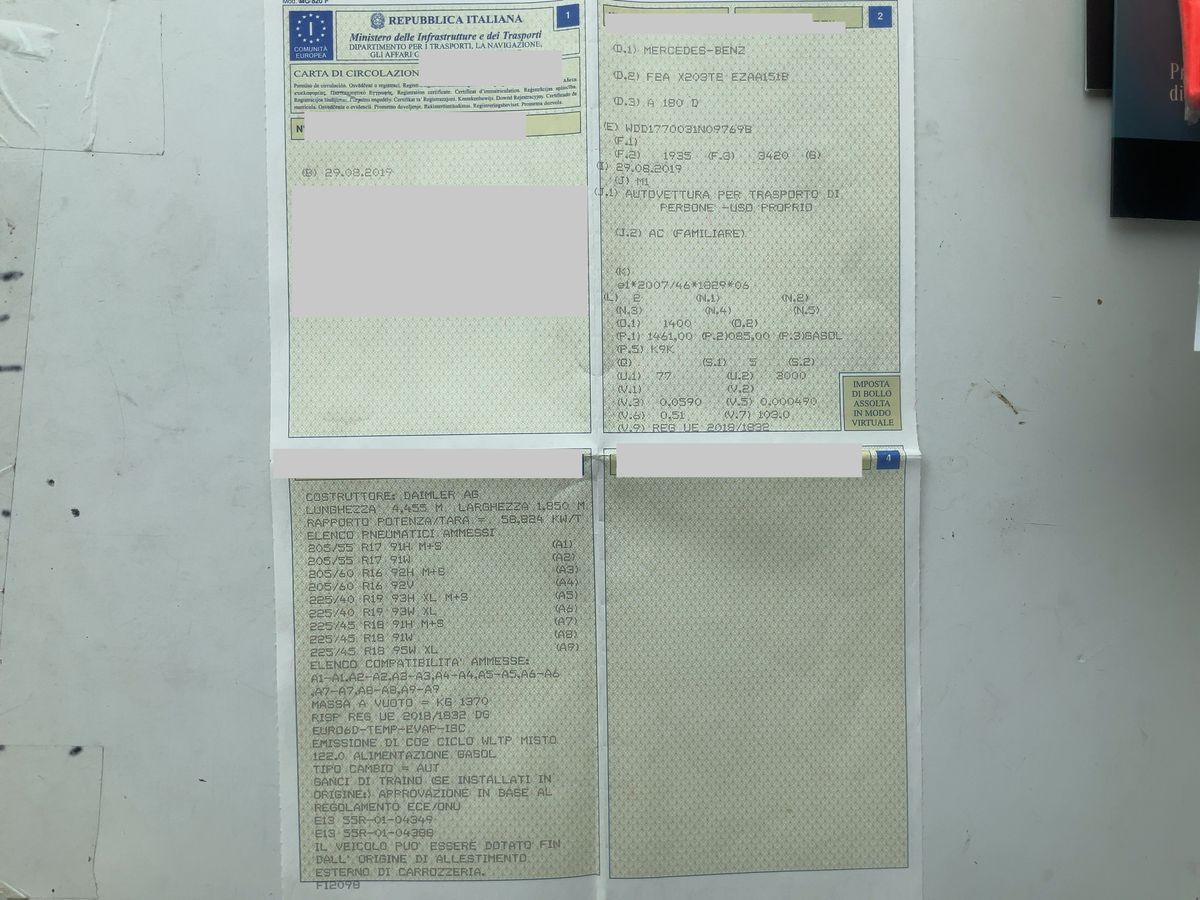 Mod. MC 820 F
1
REPUBBLICA ITALIANA
Ministero delle Infrastrutture e dei Trasporti
DIPARTIMENTO PER I TRASPORTI, LA NAVIGAZIONE,
GLI AFFARI G
COMUNITÀ
EUROPEA
CARTA DI CIRCOLAZION
N°
(B) 29.08.2019
2
(D.1) MERCEDES-BENZ
(D.2) F2A X203TE EZAA151B
(D.3) A 180 D
(E) WDD1770031N09769B
(F.1)
(F.2) 1935 (F.3) 3420 (G)
(I) 29.08.2019
(J) M1
(J.1) AUTOVETTURA PER TRASPORTO DI
PERSONE -USO PROPRIO
(J.2) AC (FAMILIARE)
(K)
e1*2007/46*1829*06
(L) 2 (N.1) (N.2)
(N.3) (N.4) (N.5)
(O.1) 1400 (O.2)
(P.1) 1461,00 (P.2)085,00 (P.3)GASOL
(P.5) K9K
(Q) (S.1) 5 (S.2)
(U.1) 77 (U.2) 3000
(V.1) (V.2)
(V.3) 0.0590 (V.5) 0.000490
(V.6) 0.51 (V.7) 103.0
(V.9) REG UE 2018/1832
IMPOSTA
DI BOLLO
ASSOLTA
IN MODO
VIRTUALE
4
COSTRUTTORE: DAIMLER AG
LUNGHEZZA' 4,455 M LARGHEZZA 1,850 M
RAPPORTO POTENZA/TARA = 58,824 KW/T
ELENCO PNEUMATICI AMMESSI
205/55 R17 91H M+S (A1)
205/55 R17 91W (A2)
205/60 R16 92H M+S (A3)
205/60 R16 92V (A4)
225/40 R19 93H XL M+S (A5)
225/40 R19 93W XL (A6)
225/45 R18 91H M+S (A7)
225/45 R18 91W (A8)
225/45 R18 95W XL (A9)
ELENCO COMPATIBILITA' AMMESSE:
A1-A1,A2-A2,A3-A3,A4-A4,A5-A5,A6-A6
,A7-A7,A8-A8,A9-A9
MASSA A VUOTO = KG 1370
RISP REG UE 2018/1832 DG
EURO6D-TEMP-EVAP-ISC
EMISSIONE DI CO2 CICLO WLTP MISTO
122.0 ALIMENTAZIONE GASOL
TIPO CAMBIO = AUT
GANCI DI TRAINO (SE INSTALLATI IN
ORIGINE:) APPROVAZIONE IN BASE AL
REGOLAMENTO ECE/ONU
E13 55R-01-04349
E13 55R-01-04388
IL VEICOLO PUO' ESSERE DOTATO FIN
DALL' ORIGINE DI ALLESTIMENTO
ESTERNO DI CARROZZERIA.
FI2098